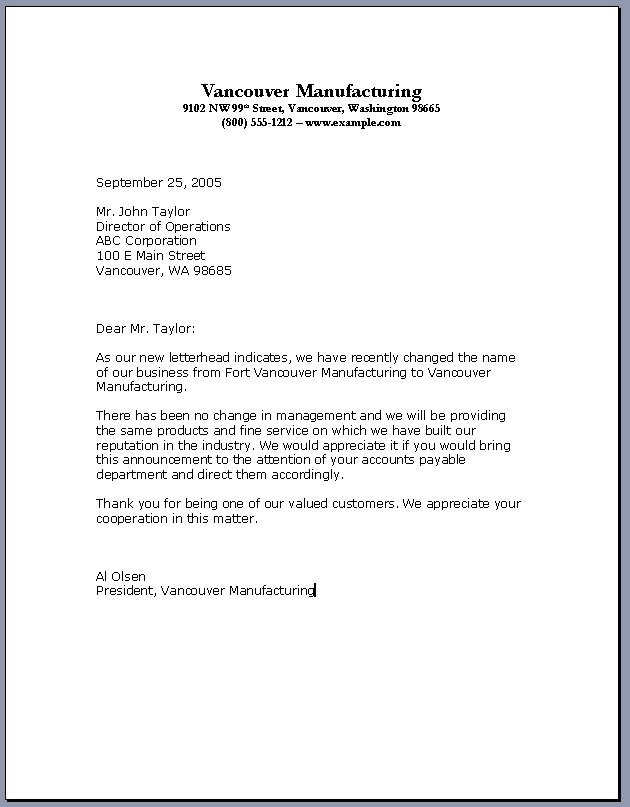 Vancouver Manufacturing
9102 NW 99th Street, Vancouver, Washington 98665
(800) 555-1212 – www.example.com
September 25, 2005
Mr. John Taylor
Director of Operations
ABC Corporation
100 E Main Street
Vancouver, WA 98685
Dear Mr. Taylor:
As our new letterhead indicates, we have recently changed the name
of our business from Fort Vancouver Manufacturing to Vancouver
Manufacturing.
There has been no change in management and we will be providing
the same products and fine service on which we have built our
reputation in the industry. We would appreciate it if you would bring
this announcement to the attention of your accounts payable
department and direct them accordingly.
Thank you for being one of our valued customers. We appreciate your
cooperation in this matter.
Al Olsen
President, Vancouver Manufacturing